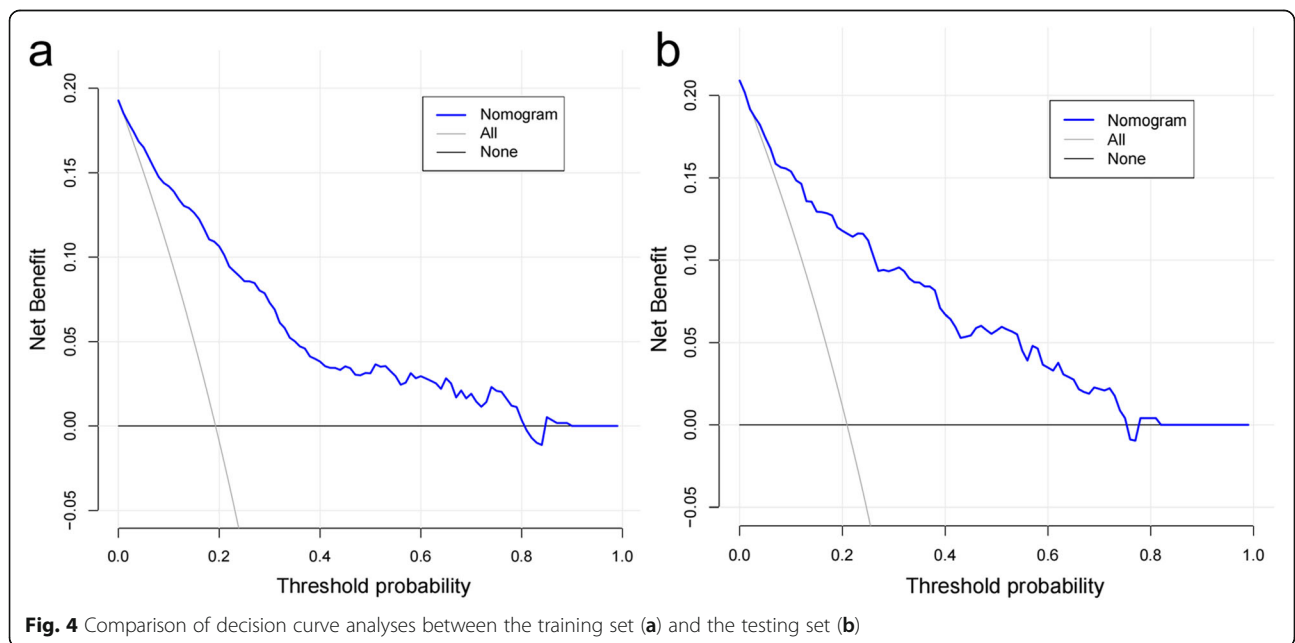 a
Net Benefit
0.20
0.15
0.10
0.05
0.00
−0.05
Nomogram
All
None
0.0 0.2 0.4 0.6 0.8 1.0
Threshold probability
b
Net Benefit
0.20
0.15
0.10
0.05
0.00
−0.05
Nomogram
All
None
0.0 0.2 0.4 0.6 0.8 1.0
Threshold probability
Fig. 4 Comparison of decision curve analyses between the training set (a) and the testing set (b)